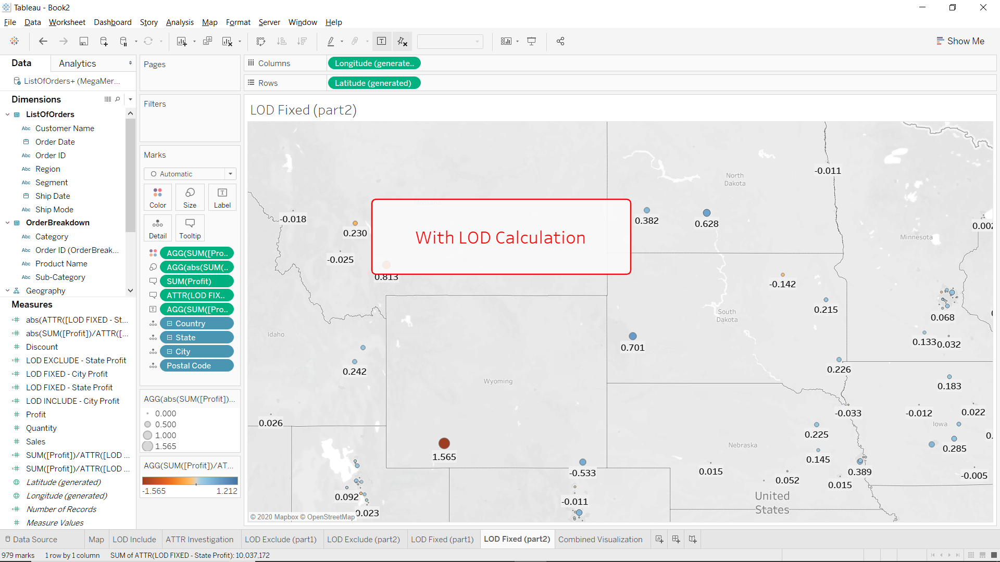 Tableau - Book2
File Data Worksheet Dashboard Story Analysis Map Format Server Window Help
Show Me
Data
Analytics
ListOfOrders+ (MegaMer...
Dimensions
ListOfOrders
Abc Customer Name
Order Date
Abc Order ID
Abc Region
Abc Segment
Ship Date
Abc Ship Mode
OrderBreakdown
Abc Category
Abc Order ID (OrderBreak...
Abc Product Name
Abc Sub-Category
Geography
Measures
abs(ATTR([LOD FIXED - St...
abs(SUM([Profit])/ATTR([...
Discount
LOD EXCLUDE - State Profit
LOD FIXED - City Profit
LOD FIXED - State Profit
LOD INCLUDE - City Profit
Profit
Quantity
Sales
SUM([Profit])/ATTR([LOD ...
SUM([Profit])/ATTR([LOD ...
Latitude (generated)
Longitude (generated)
Number of Records
Measure Values
Pages
Filters
Marks
Automatic
Color Size Label
Detail Tooltip
AGG(SUM([Pro..
AGG(abs(SUM(..
SUM(Profit)
ATTR(LOD FIX..
AGG(SUM([Pro..
Country
State
City
Postal Code
AGG(abs(SUM([Profit])...
0.000
0.500
1.000
1.565
AGG(SUM([Profit])/AT...
-1.565 1.212
Columns
Longitude (generate..
Rows
Latitude (generated)
LOD Fixed (part2)
-0.011
North
Dakota
-0.018
0.230
0.382
0.628
0.002
Minnesota
With LOD Calculation
-0.025
0.813
-0.142
0.215
South
Dakota
0.068
Idaho
0.133
0.032
0.701
0.242
0.226
Wyoming
0.183
-0.033
-0.012
0.022
0.026
Iowa
0.225
0.
Nebraska
0.285
1.565
0.145
-0.533
0.015
0.389
0.052
-0.005
0.015
0.092
United
States
-0.011
0.023
© 2020 Mapbox © OpenStreetMap
Data Source Map LOD Include ATTR Investigation LOD Exclude (part1) LOD Exclude (part2) LOD Fixed (part1) LOD Fixed (part2) Combined Visualization
979 marks 1 row by 1 column SUM of ATTR(LOD FIXED - State Profit): 10,037,172